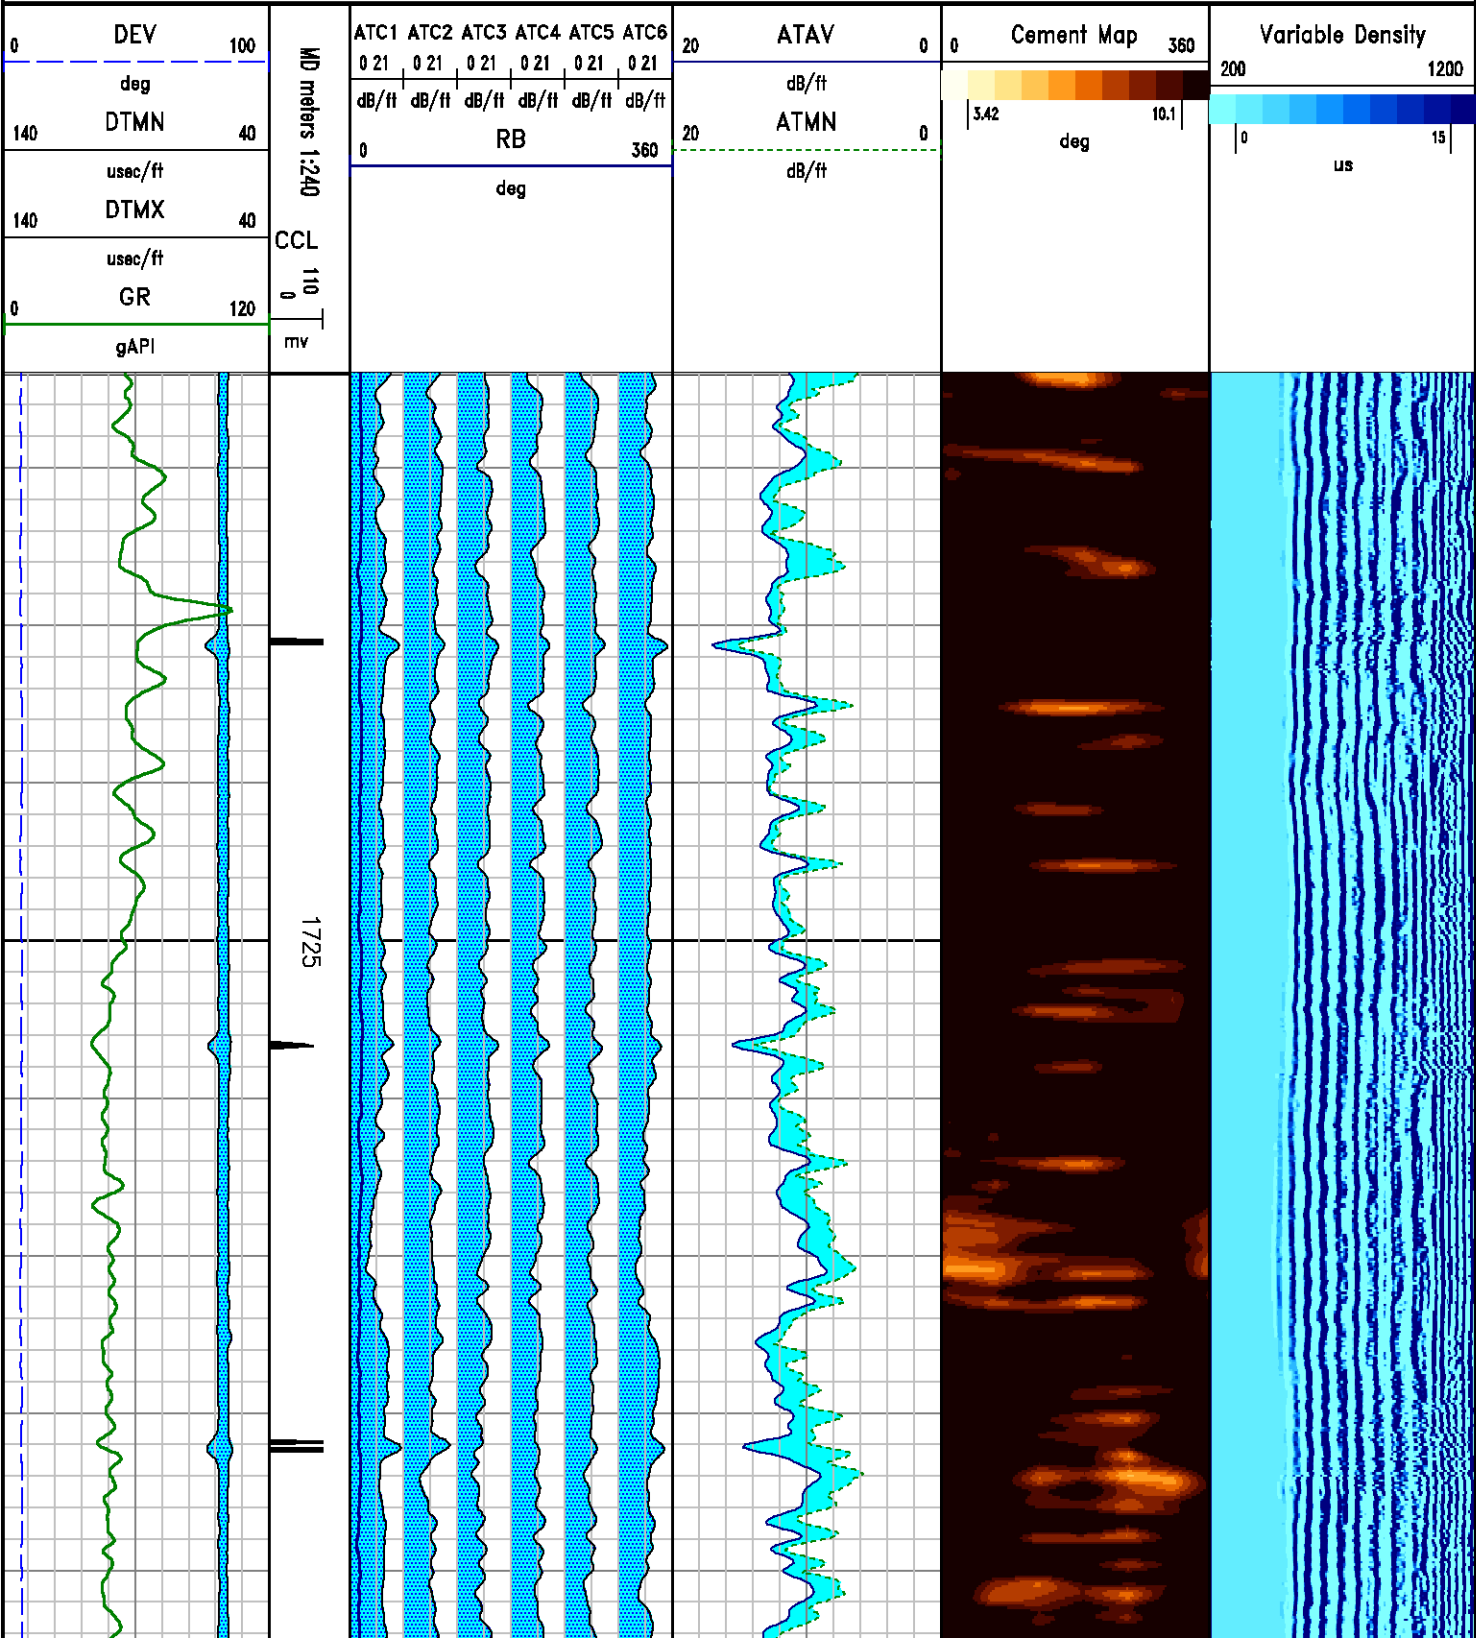 DEV
0 100
deg
DTMN
140 40
usec/ft
DTMX
140 40
usec/ft
GR
0 120
gAPI
MD meters 1:240
CCL
0 110
mv
ATC1 ATC2 ATC3 ATC4 ATC5 ATC6
0 21 0 21 0 21 0 21 0 21 0 21
dB/ft dB/ft dB/ft dB/ft dB/ft dB/ft
RB
0 360
deg
ATAV
20 0
dB/ft
ATMN
20 0
dB/ft
Cement Map
0 360
3.42 10.1
deg
Variable Density
200 1200
0 15
us
1725